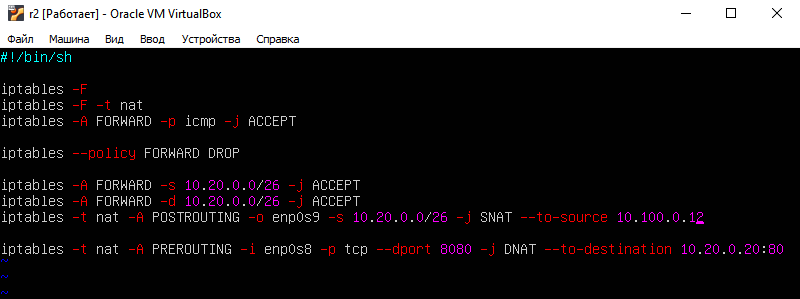 r2 [Работает] - Oracle VM VirtualBox
Файл Машина Вид Ввод Устройства Справка
#!/bin/sh
iptables -F
iptables -F -t nat
iptables -A FORWARD -p icmp -j ACCEPT
iptables --policy FORWARD DROP
iptables -A FORWARD -s 10.20.0.0/26 -j ACCEPT
iptables -A FORWARD -d 10.20.0.0/26 -j ACCEPT
iptables -t nat -A POSTROUTING -o enp0s9 -s 10.20.0.0/26 -j SNAT --to-source 10.100.0.12
iptables -t nat -A PREROUTING -i enp0s8 -p tcp --dport 8080 -j DNAT --to-destination 10.20.0.20:80
~
~
~